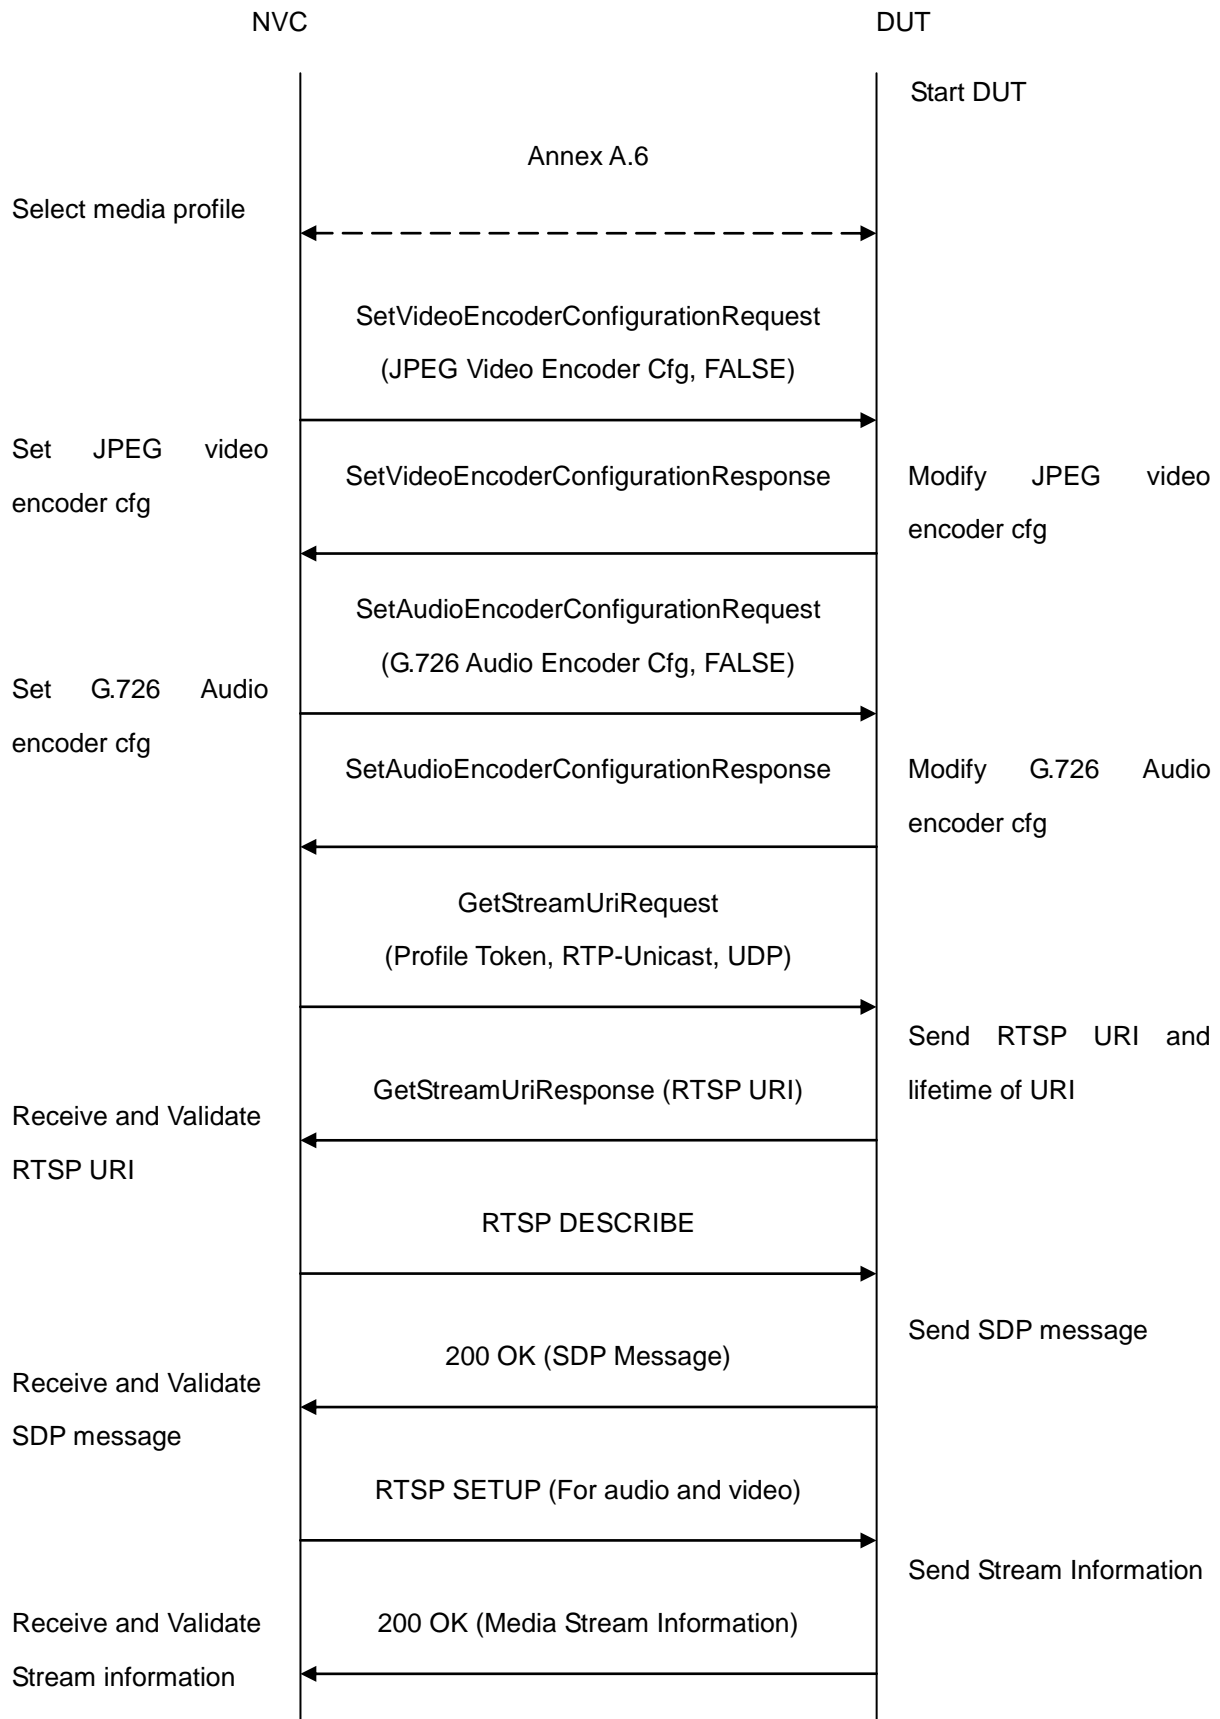 NVC
DUT
Start DUT
Annex A.6
Select media profile
SetVideoEncoderConfigurationRequest
(JPEG Video Encoder Cfg, FALSE)
Set JPEG video
encoder cfg
SetVideoEncoderConfigurationResponse
Modify JPEG video
encoder cfg
SetAudioEncoderConfigurationRequest
(G.726 Audio Encoder Cfg, FALSE)
Set G.726 Audio
encoder cfg
SetAudioEncoderConfigurationResponse
Modify G.726 Audio
encoder cfg
GetStreamUriRequest
(Profile Token, RTP-Unicast, UDP)
Send RTSP URI and
lifetime of URI
GetStreamUriResponse (RTSP URI)
Receive and Validate
RTSP URI
RTSP DESCRIBE
Send SDP message
200 OK (SDP Message)
Receive and Validate
SDP message
RTSP SETUP (For audio and video)
Send Stream Information
200 OK (Media Stream Information)
Receive and Validate
Stream information